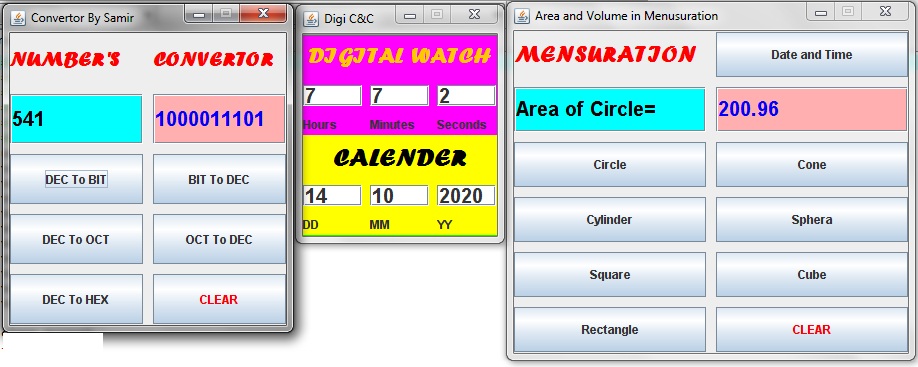 Convertor By Samir
NUMBER'S CONVERTOR
541 1000011101
DEC To BIT BIT To DEC
DEC To OCT OCT To DEC
DEC To HEX CLEAR
Digi C&C
DIGITAL WATCH
7 7 2
Hours Minutes Seconds
CALENDER
14 10 2020
DD MM YY
Area and Volume in Menusuration
MENSURATION Date and Time
Area of Circle= 200.96
Circle Cone
Cylinder Sphera
Square Cube
Rectangle CLEAR